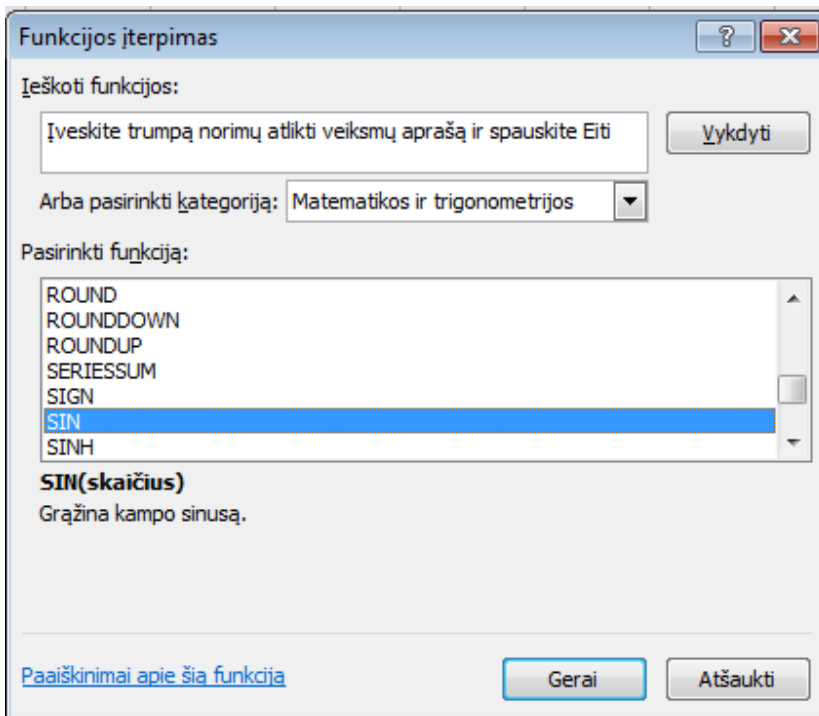 Funkcijos įterpimas
Ieškoti funkcijos:
Įveskite trumpą norimų atlikti veiksmų aprašą ir spauskite Eiti
Vykdyti
Arba pasirinkti kategoriją: Matematikos ir trigonometrijos
Pasirinkti funkciją:
ROUND
ROUNDDOWN
ROUNDUP
SERIESSUM
SIGN
SIN
SINH
SIN(skaičius)
Grąžina kampo sinusą.
Paaiškinimai apie šią funkciją
Gerai
Atšaukti